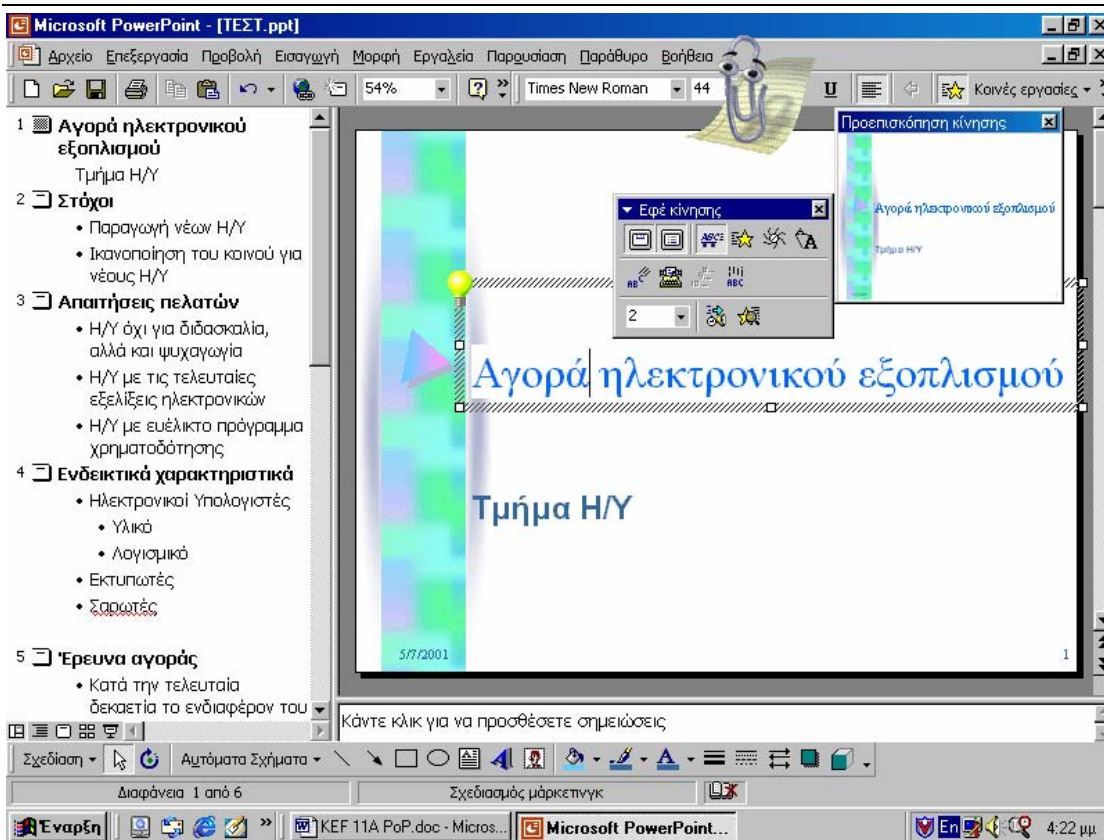 Microsoft PowerPoint - [ΤΕΣΤ.ppt]
Αρχείο Επεξεργασία Προβολή Εισαγωγή Μορφή Εργαλεία Παρουσίαση Παράθυρο Βοήθεια
54% Times New Roman 44 U Κοινές εργασίες
1 Αγορά ηλεκτρονικού
εξοπλισμού
Τμήμα Η/Υ
2 Στόχοι
• Παραγωγή νέων Η/Υ
• Ικανοποίηση του κοινού για
νέους Η/Υ
3 Απαιτήσεις πελατών
• Η/Υ όχι για διδασκαλία,
αλλά και ψυχαγωγία
• Η/Υ με τις τελευταίες
εξελίξεις ηλεκτρονικών
• Η/Υ με ευέλικτο πρόγραμμα
χρηματοδότησης
4 Ενδεικτικά χαρακτηριστικά
• Ηλεκτρονικοί Υπολογιστές
• Υλικό
• Λογισμικό
• Εκτυπωτές
• Σαρωτές
5 Έρευνα αγοράς
• Κατά την τελευταία
δεκαετία το ενδιαφέρον του
Προεπισκόπηση κίνησης
Αγορά ηλεκτρονικού εξοπλισμού
Τμήμα Η/Υ
Εφέ κίνησης
2
Αγορά ηλεκτρονικού εξοπλισμού
Τμήμα Η/Υ
5/7/2001
1
Κάντε κλικ για να προσθέσετε σημειώσεις
Σχεδίαση Αυτόματα Σχήματα
Διαφάνεια 1 από 6 Σχεδιασμός μάρκετινγκ
Έναρξη KEF 11A PoP.doc - Micros... Microsoft PowerPoint... En 4:22 μμ